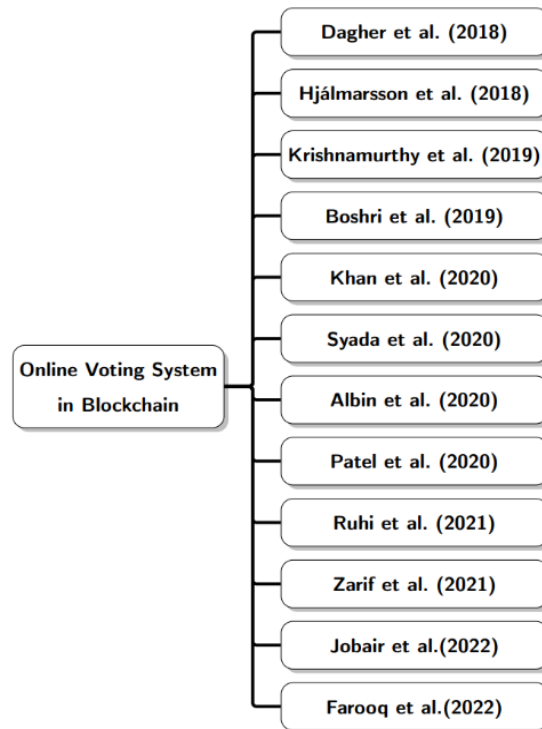 Dagher et al. (2018)
Hjálmarsson et al. (2018)
Krishnamurthy et al. (2019)
Boshri et al. (2019)
Khan et al. (2020)
Syada et al. (2020)
Online Voting System
in Blockchain
Albin et al. (2020)
Patel et al. (2020)
Ruhi et al. (2021)
Zarif et al. (2021)
Jobair et al.(2022)
Farooq et al.(2022)